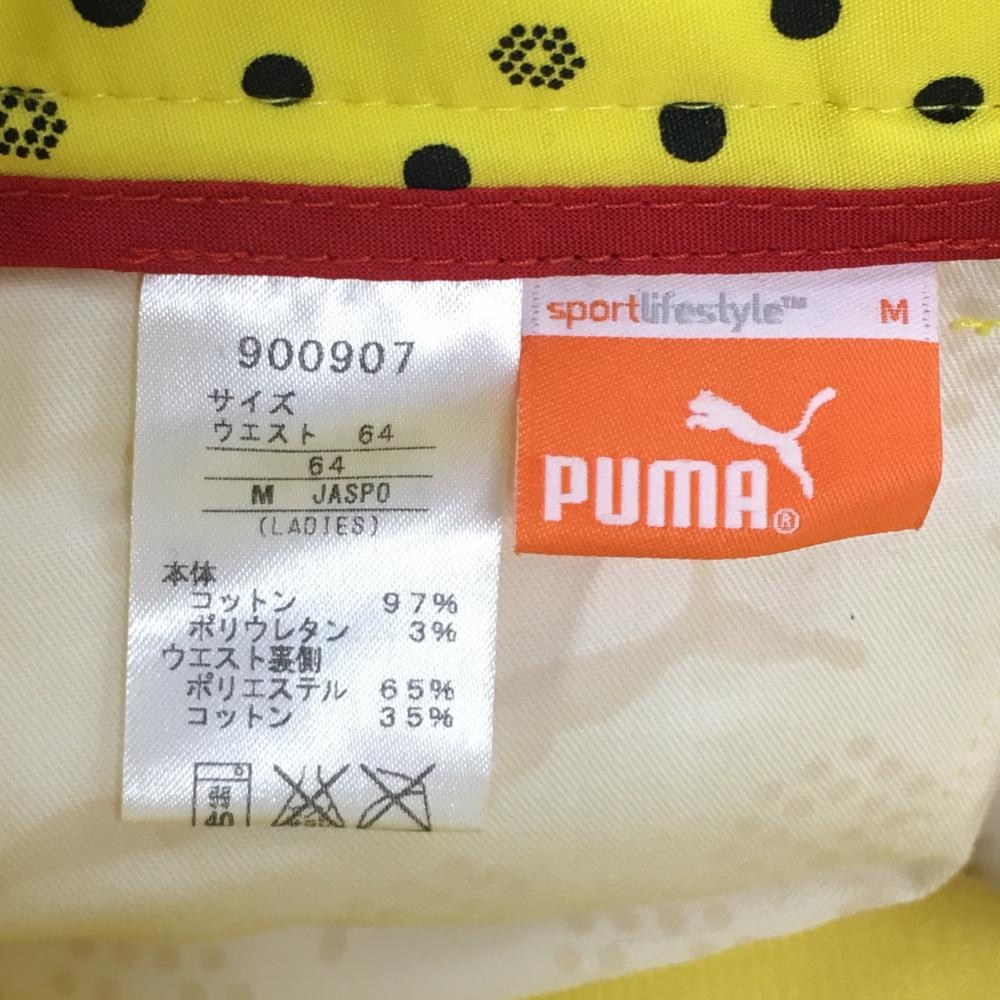 900907
サイズ
ウエスト 64
64
M JASPO
(LADIES)
本体
コットン 97%
ポリウレタン 3%
ウエスト裏側
ポリエステル 65%
コットン 35%
弱
40
sportlifestyle™ M
PUMA®